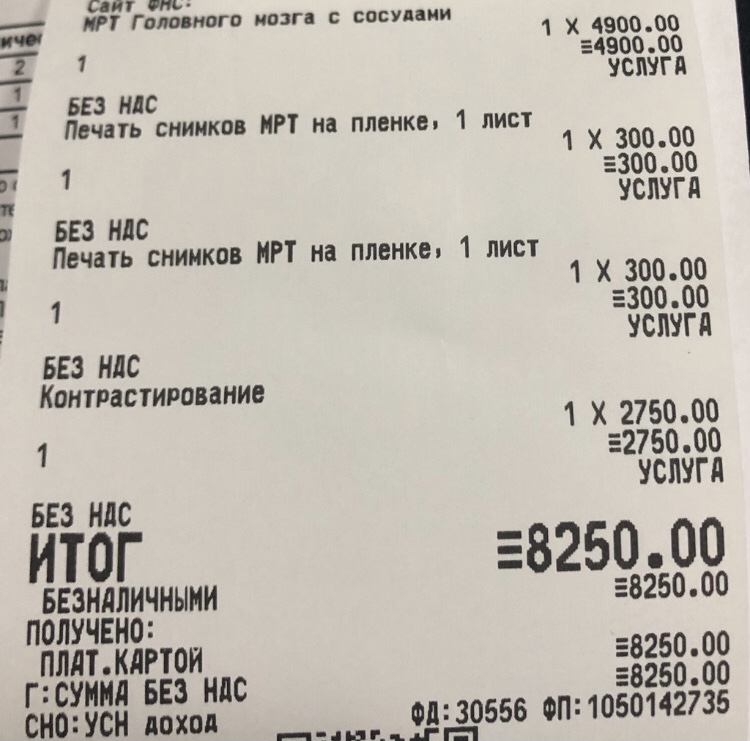 Сайт ФНС:
МРТ Головного мозга с сосудами
1 X 4900.00
≡4900.00
1
УСЛУГА
БЕЗ НДС
Печать снимков МРТ на пленке, 1 лист
1 X 300.00
≡300.00
1
УСЛУГА
БЕЗ НДС
Печать снимков МРТ на пленке, 1 лист
1 X 300.00
≡300.00
1
УСЛУГА
БЕЗ НДС
Контрастирование
1 X 2750.00
≡2750.00
1
УСЛУГА
БЕЗ НДС
ИТОГ ≡8250.00
БЕЗНАЛИЧНЫМИ ≡8250.00
ПОЛУЧЕНО:
ПЛАТ.КАРТОЙ ≡8250.00
Г:СУММА БЕЗ НДС ≡8250.00
СНО:УСН доход ФД:30556 ФП:1050142735
2
1
1